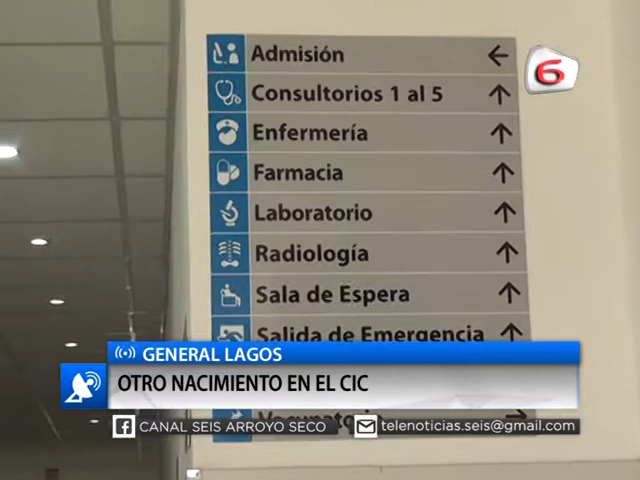 Admisión
6
Consultorios 1 al 5
Enfermería
Farmacia
Laboratorio
Radiología
Sala de Espera
Salida de Emergencia
GENERAL LAGOS
OTRO NACIMIENTO EN EL CIC
CANAL SEIS ARROYO SECO
telenoticias.seis@gmail.com